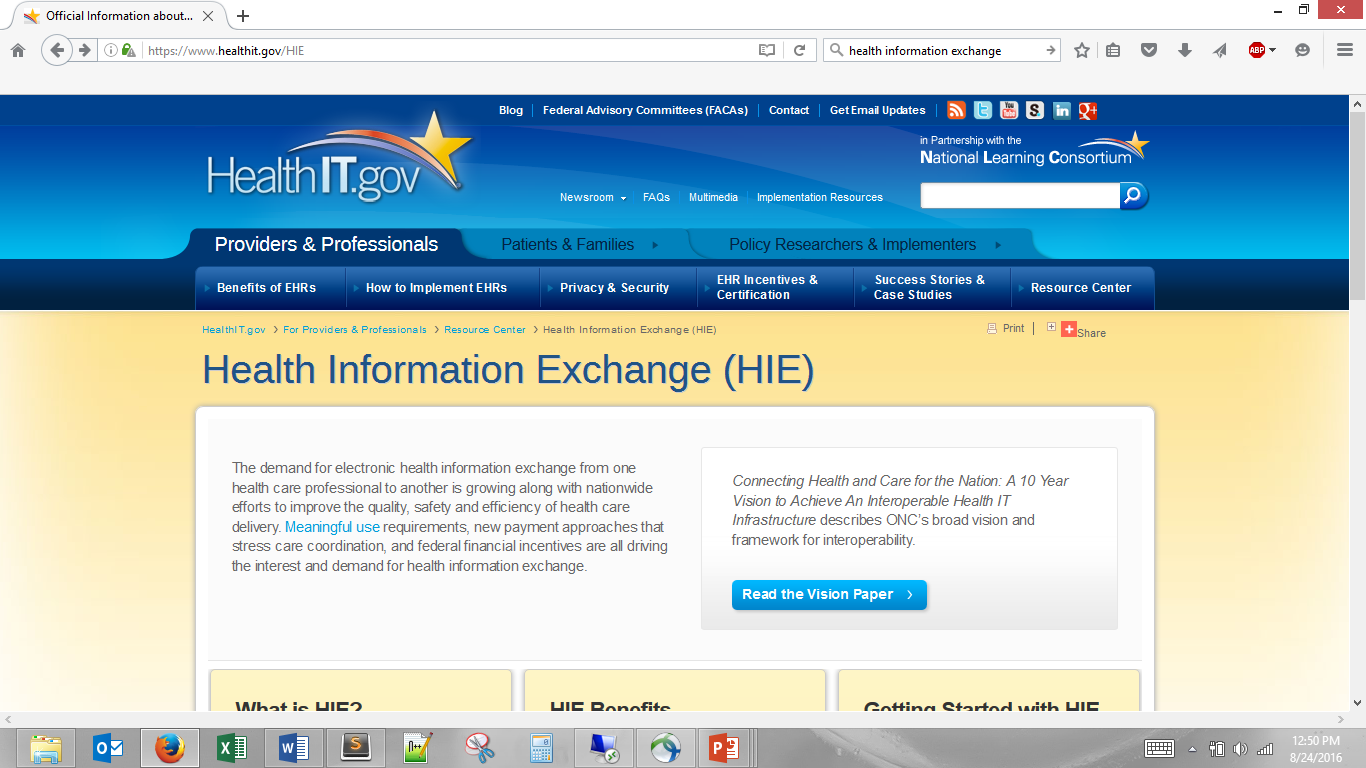 Official Information about...
https://www.healthit.gov/HIE
health information exchange
ABP
Blog
Federal Advisory Committees (FACAs)
Contact
Get Email Updates
You Tube
S
in
g+
HealthIT.gov
in Partnership with the
National Learning Consortium
Newsroom
FAQs
Multimedia
Implementation Resources
Providers & Professionals
Patients & Families
Policy Researchers & Implementers
Benefits of EHRs
How to Implement EHRs
Privacy & Security
EHR Incentives &
Certification
Success Stories &
Case Studies
Resource Center
HealthIT.gov > For Providers & Professionals > Resource Center > Health Information Exchange (HIE)
Print
Share
Health Information Exchange (HIE)
The demand for electronic health information exchange from one
health care professional to another is growing along with nationwide
efforts to improve the quality, safety and efficiency of health care
delivery. Meaningful use requirements, new payment approaches that
stress care coordination, and federal financial incentives are all driving
the interest and demand for health information exchange.
Connecting Health and Care for the Nation: A 10 Year
Vision to Achieve An Interoperable Health IT
Infrastructure describes ONC's broad vision and
framework for interoperability.
Read the Vision Paper
What is HIE?
HIE Benefits
Getting Started with HIE
12:50 PM
8/24/2016